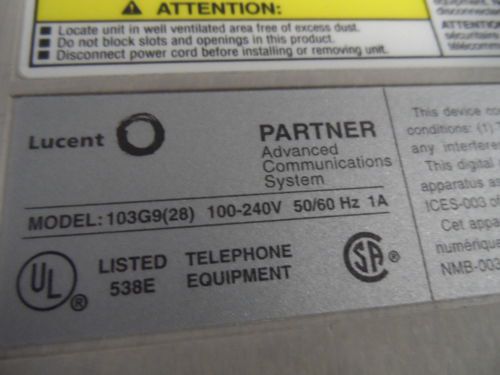 ATTENTION:
Locate unit in well ventilated area free of excess dust.
Do not block slots and openings in this product.
Disconnect power cord before installing or removing unit.
ATTENTION
Lucent
PARTNER
Advanced
Communications
System
MODEL: 103G9(28) 100-240V 50/60 Hz 1A
UL ®
LISTED TELEPHONE
538E EQUIPMENT
SA ®
This device
conditions: (1)
any
This digital
apparatus
ICES-003
Cet
numérique
NMB-003